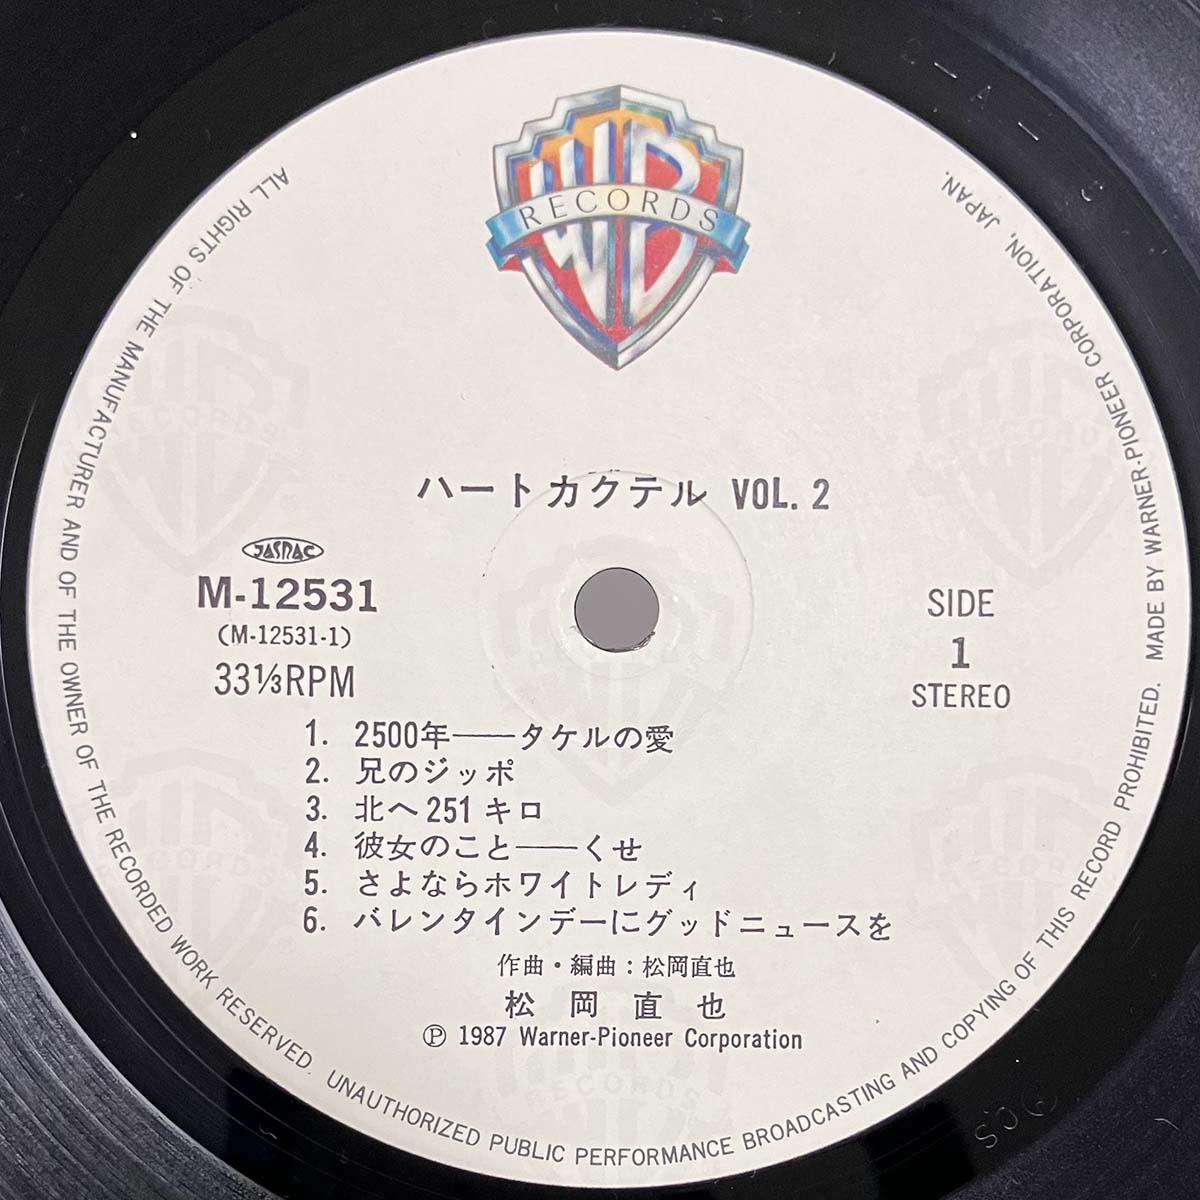 WB
RECORDS
ハートカクテル VOL. 2
JASRAC
M-12531
(M-12531-1)
33⅓RPM
SIDE
1
STEREO
1. 2500年――タケルの愛
2. 兄のジッポ
3. 北へ251キロ
4. 彼女のこと――くせ
5. さよならホワイトレディ
6. バレンタインデーにグッドニュースを
作曲・編曲：松岡直也
松岡直也
Ⓟ 1987 Warner-Pioneer Corporation
ALL RIGHTS OF THE MANUFACTURER AND OF THE OWNER OF THE RECORDED WORK RESERVED. UNAUTHORIZED PUBLIC PERFORMANCE BROADCASTING AND COPYING OF THIS RECORD PROHIBITED. MADE BY WARNER-PIONEER CORPORATION, JAPAN.